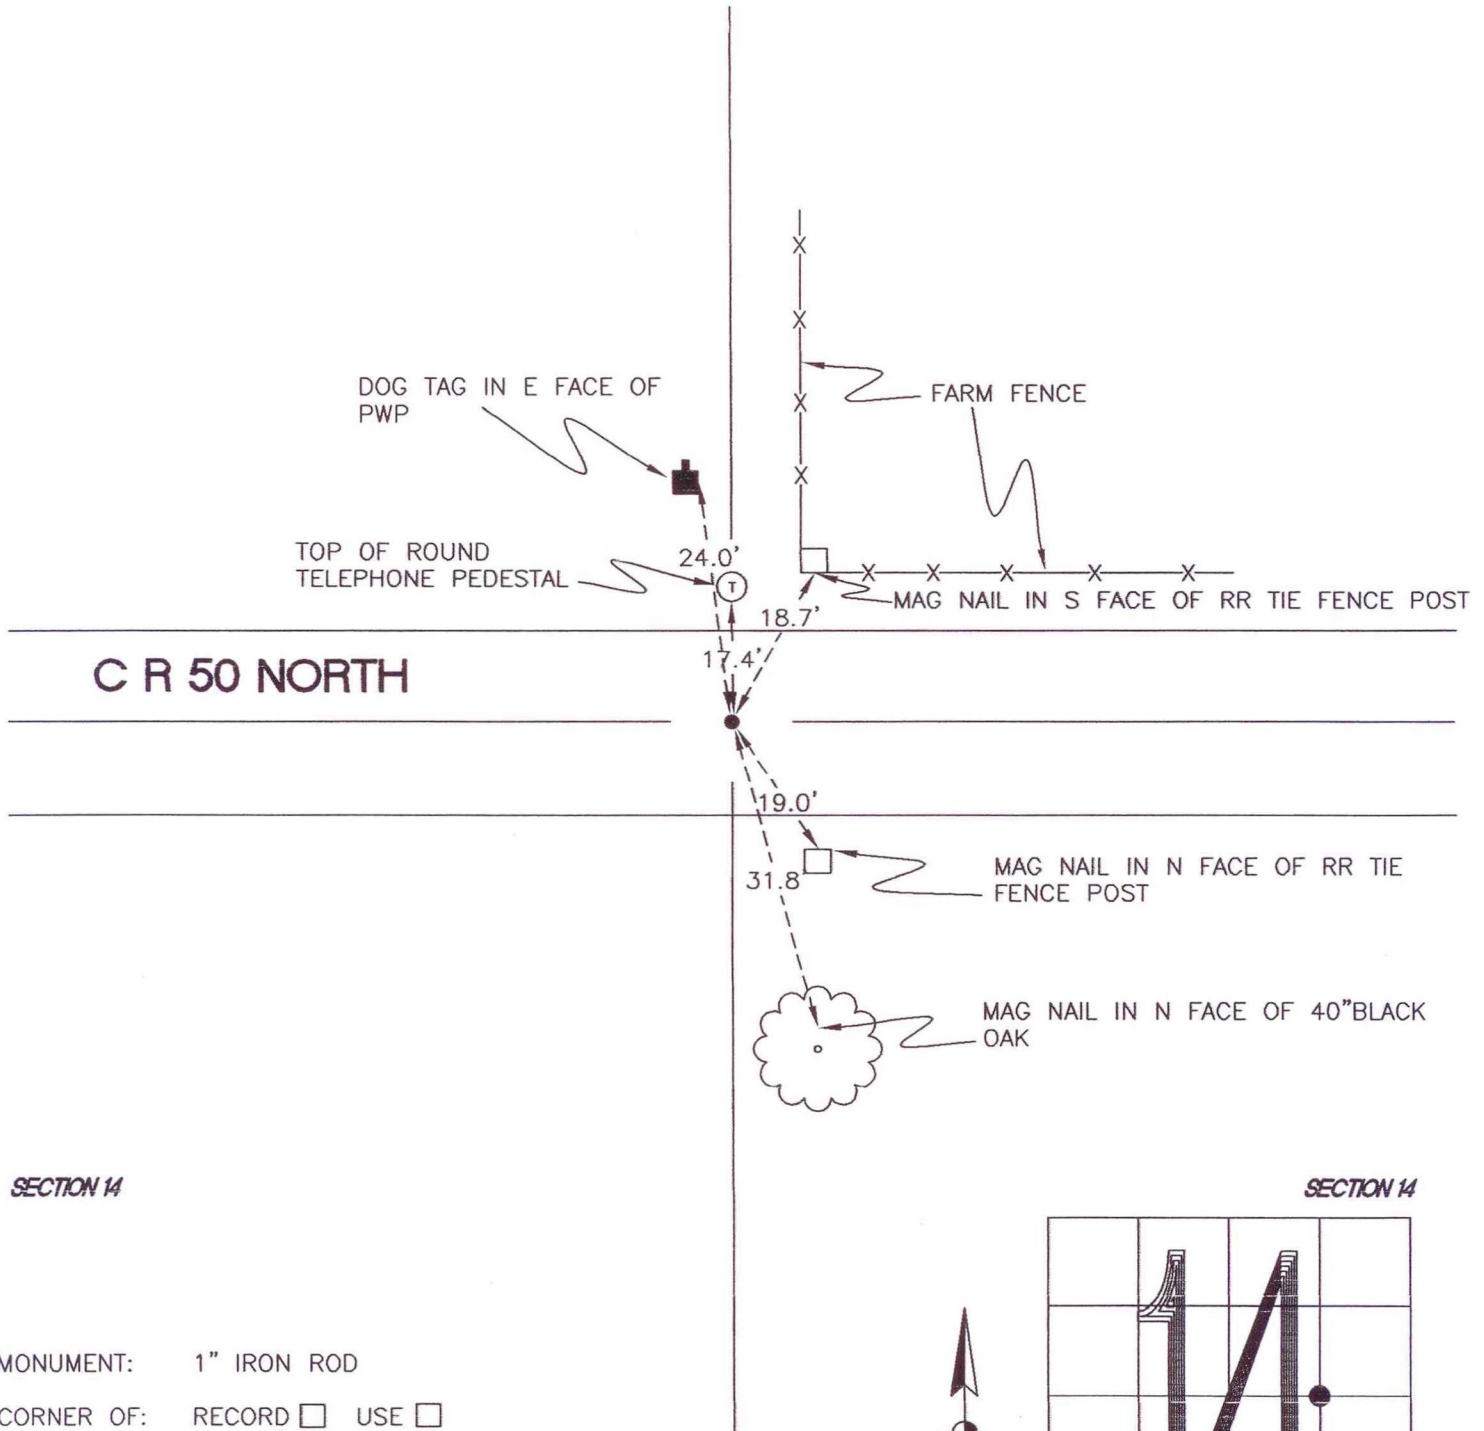 DOG TAG IN E FACE OF
PWP
FARM FENCE
TOP OF ROUND
TELEPHONE PEDESTAL
24.0'
T
MAG NAIL IN S FACE OF RR TIE FENCE POST
18.7'
17.4'
C R 50 NORTH
19.0'
MAG NAIL IN N FACE OF RR TIE
FENCE POST
31.8'
MAG NAIL IN N FACE OF 40"BLACK
OAK
SECTION 14
SECTION 14
14
MONUMENT: 1" IRON ROD
CORNER OF: RECORD □ USE □